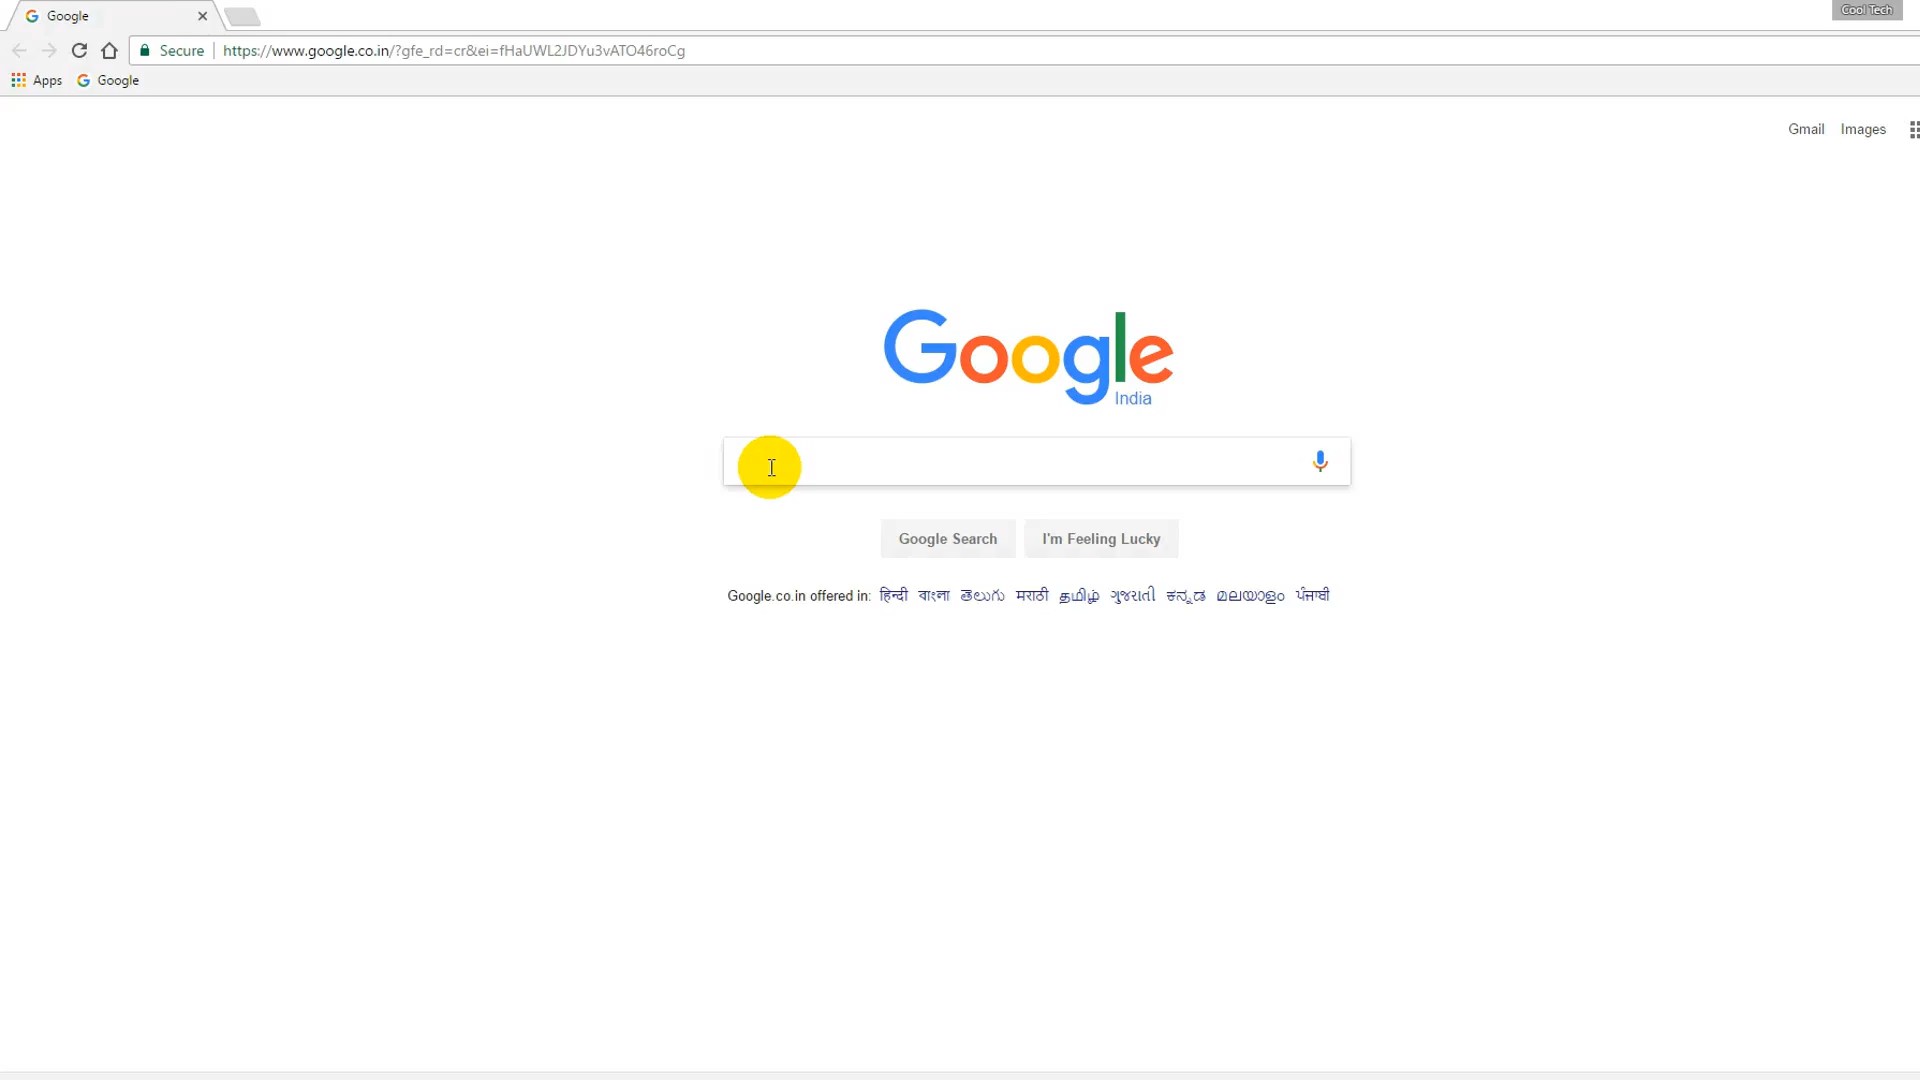 Google
Cool Tech
Secure
https://www.google.co.in/?gfe_rd=cr&ei=fHaUWL2JDYu3vATO46roCg
Apps Google
Gmail Images
Google
India
Google Search I'm Feeling Lucky
Google.co.in offered in: हिन्दी বাংলা తెలుగు मराठी தமிழ் ગુજરાતી ಕನ್ನಡ മലയാളം ਪੰਜਾਬੀ